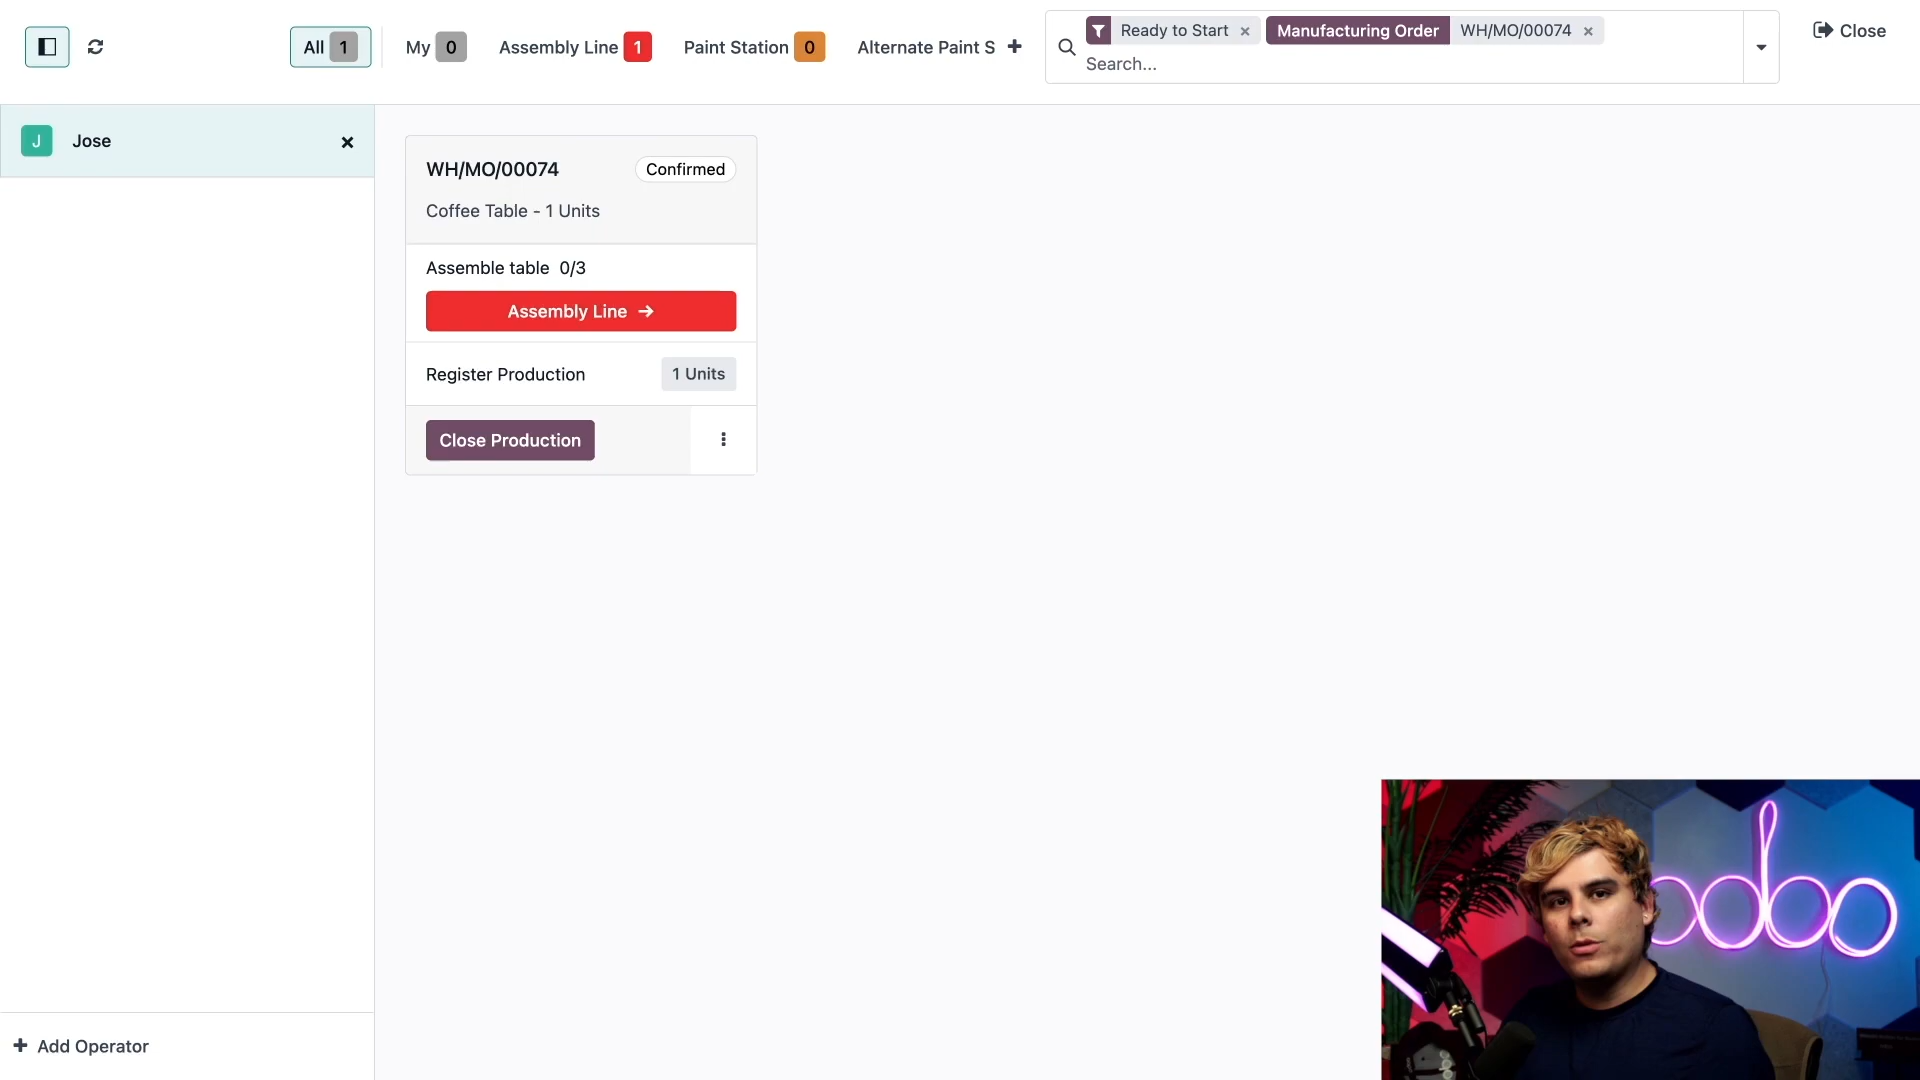 All 1
My 0
Assembly Line 1
Paint Station 0
Alternate Paint S
Ready to Start
Manufacturing Order WH/MO/00074
Search...
Close
J Jose
WH/MO/00074
Confirmed
Coffee Table - 1 Units
Assemble table 0/3
Assembly Line
Register Production
1 Units
Close Production
Add Operator
odoo